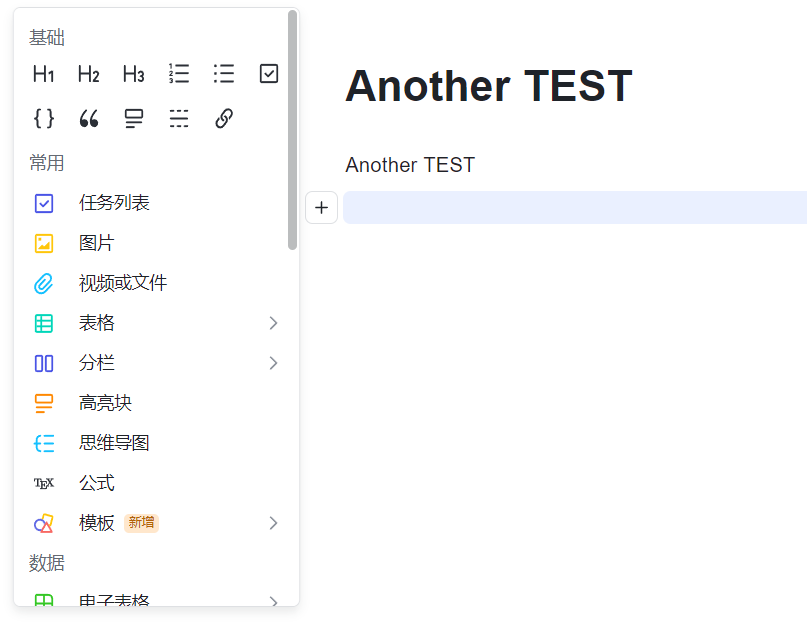 基础
H1 H2 H3
常用
任务列表
图片
视频或文件
表格
分栏
高亮块
思维导图
TEX 公式
模板 新增
数据
电子表格
Another TEST
Another TEST